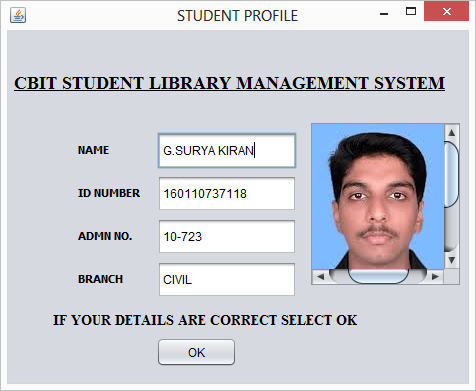 STUDENT PROFILE
CBIT STUDENT LIBRARY MANAGEMENT SYSTEM
NAME G.SURYA KIRAN
ID NUMBER 160110737118
ADMN NO. 10-723
BRANCH CIVIL
IF YOUR DETAILS ARE CORRECT SELECT OK
OK